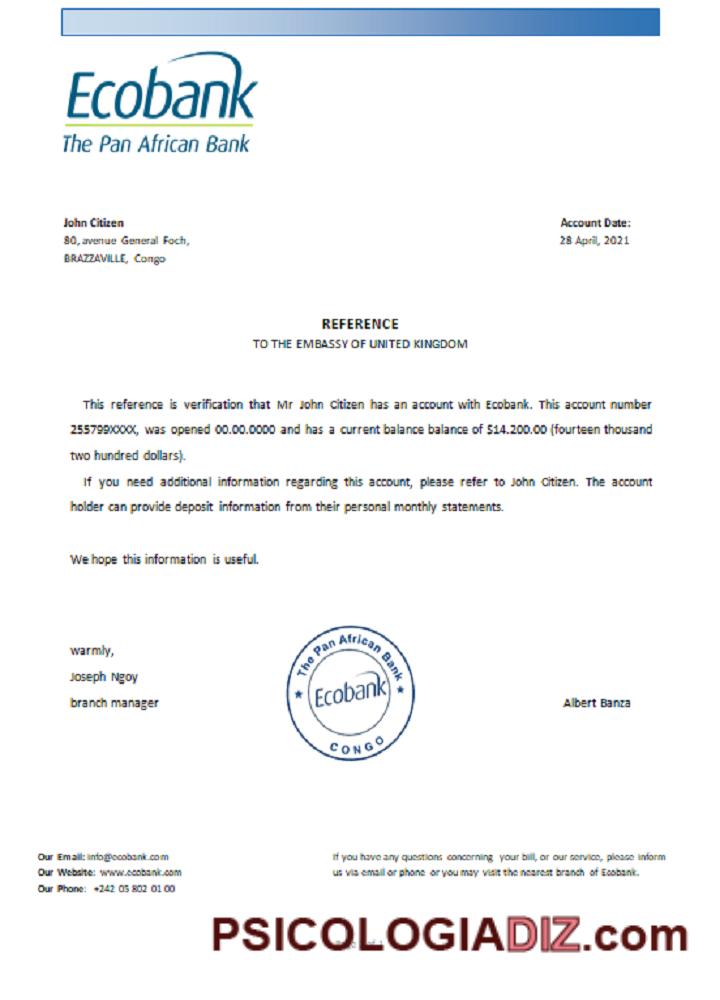 Ecobank
The Pan African Bank
John Citizen
80, avenue General Foch,
BRAZZAVILLE, Congo
Account Date:
28 April, 2021
REFERENCE
TO THE EMBASSY OF UNITED KINGDOM
This reference is verification that Mr John Citizen has an account with Ecobank. This account number
255799XXXX, was opened 00.00.0000 and has a current balance balance of $14.200.00 (fourteen thousand
two hundred dollars).
If you need additional information regarding this account, please refer to John Citizen. The account
holder can provide deposit information from their personal monthly statements.
We hope this information is useful.
warmly,
Joseph Ngoy
branch manager
The Pan African Bank
Ecobank
CONGO
Albert Banza
Our Email: info@ecobank.com
Our Website: www.ecobank.com
Our Phone: +242 05 802 01 00
If you have any questions concerning your bill, or our service, please inform
us via email or phone or you may visit the nearest branch of Ecobank.
PSICOLOGIADIZ.com